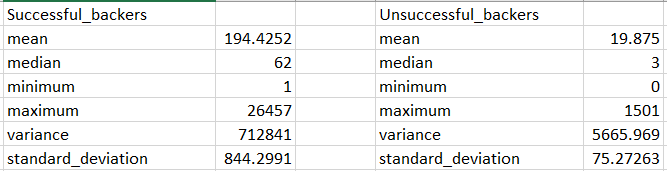 Successful_backers Unsuccessful_backers
mean 194.4252 mean 19.875
median 62 median 3
minimum 1 minimum 0
maximum 26457 maximum 1501
variance 712841 variance 5665.969
standard_deviation 844.2991 standard_deviation 75.27263